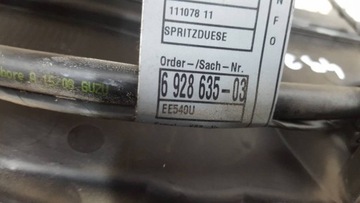 111078 11
SPRITZDUESE
INFO
Order-/Sach-Nr.
6 928 635-03
EE540U